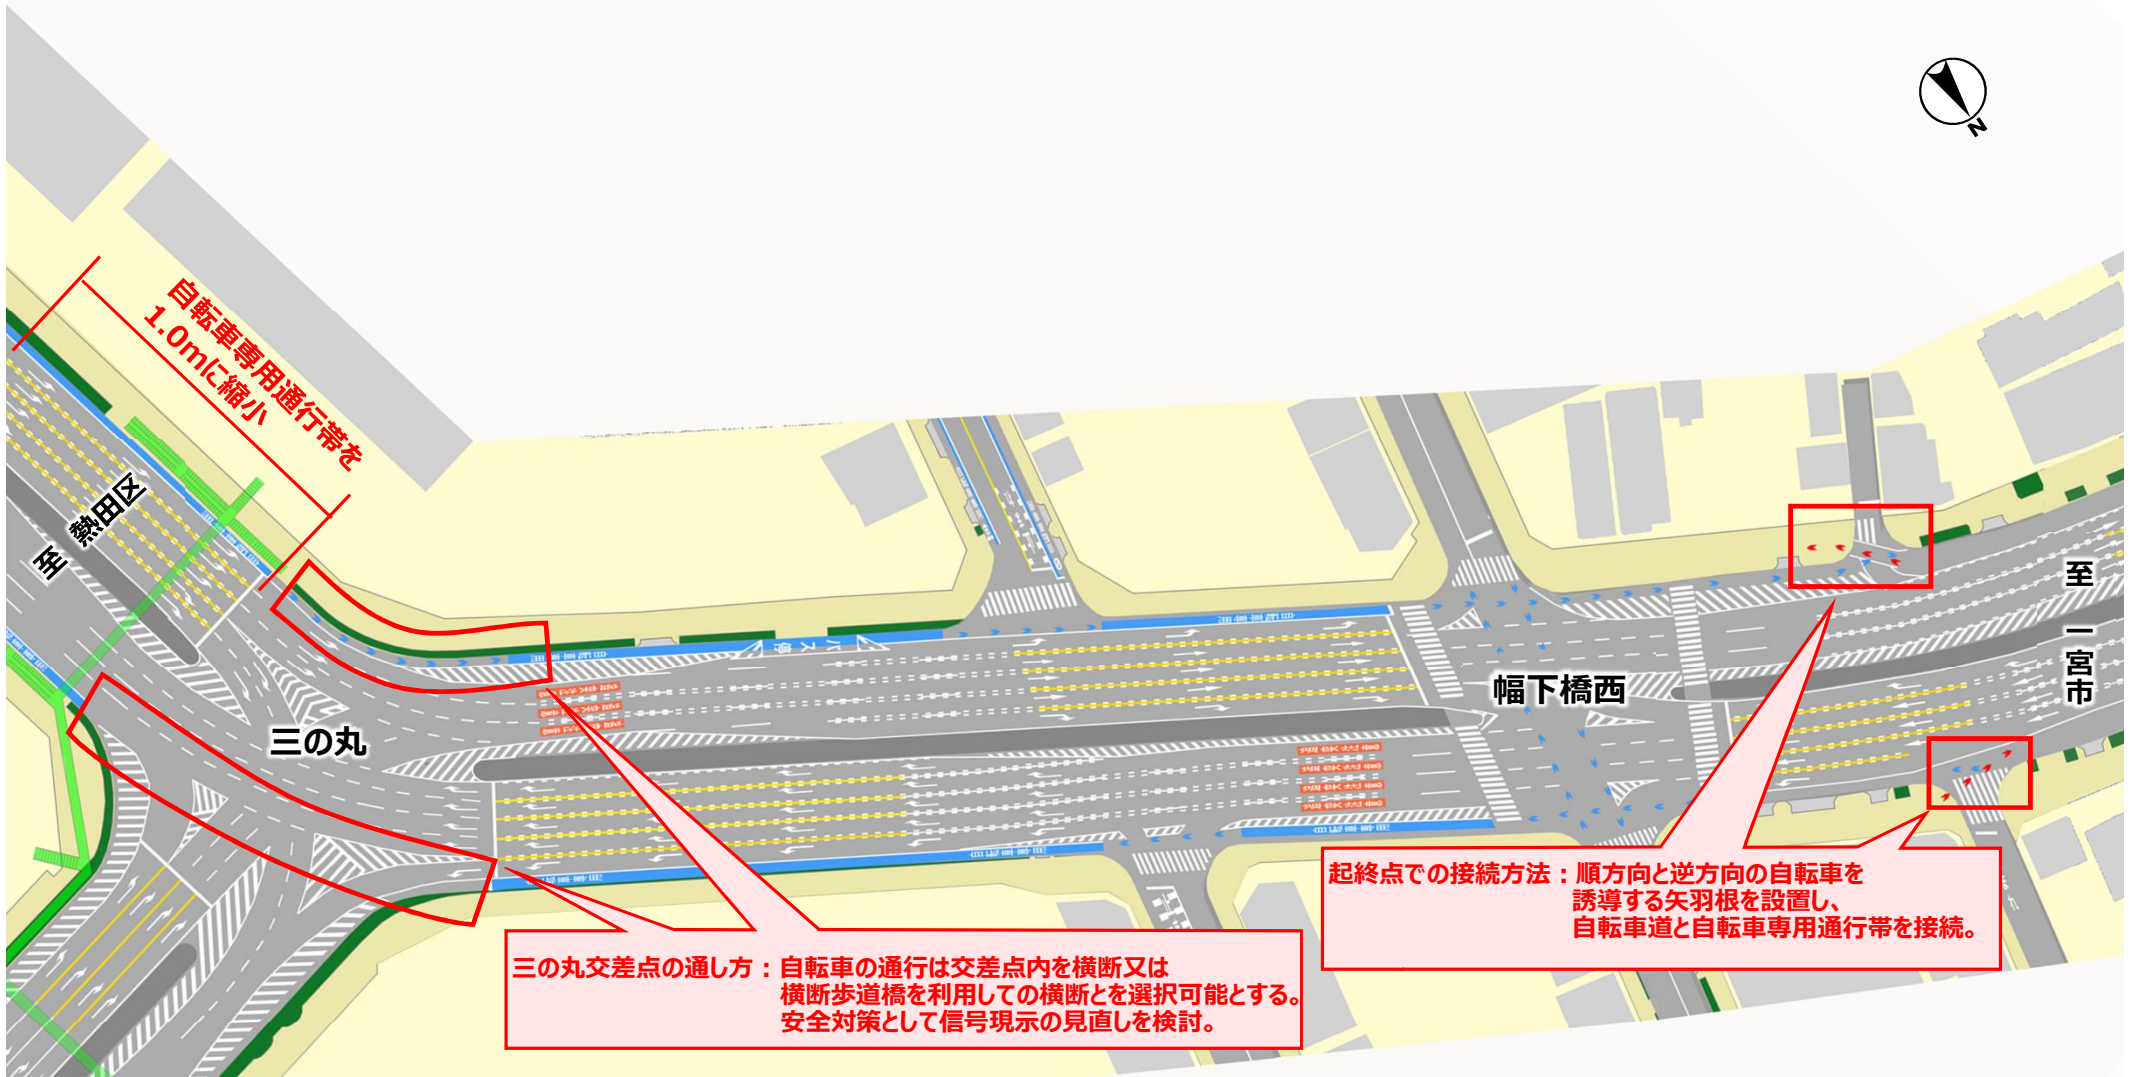 N
自転車専用通行帯を
1.0mに縮小
至 熱田区
三の丸
バス停
幅下橋西
至 一宮市
起終点での接続方法：順方向と逆方向の自転車を
誘導する矢羽根を設置し、
自転車道と自転車専用通行帯を接続。
三の丸交差点の通し方：自転車の通行は交差点内を横断又は
横断歩道橋を利用しての横断とを選択可能とする。
安全対策として信号現示の見直しを検討。